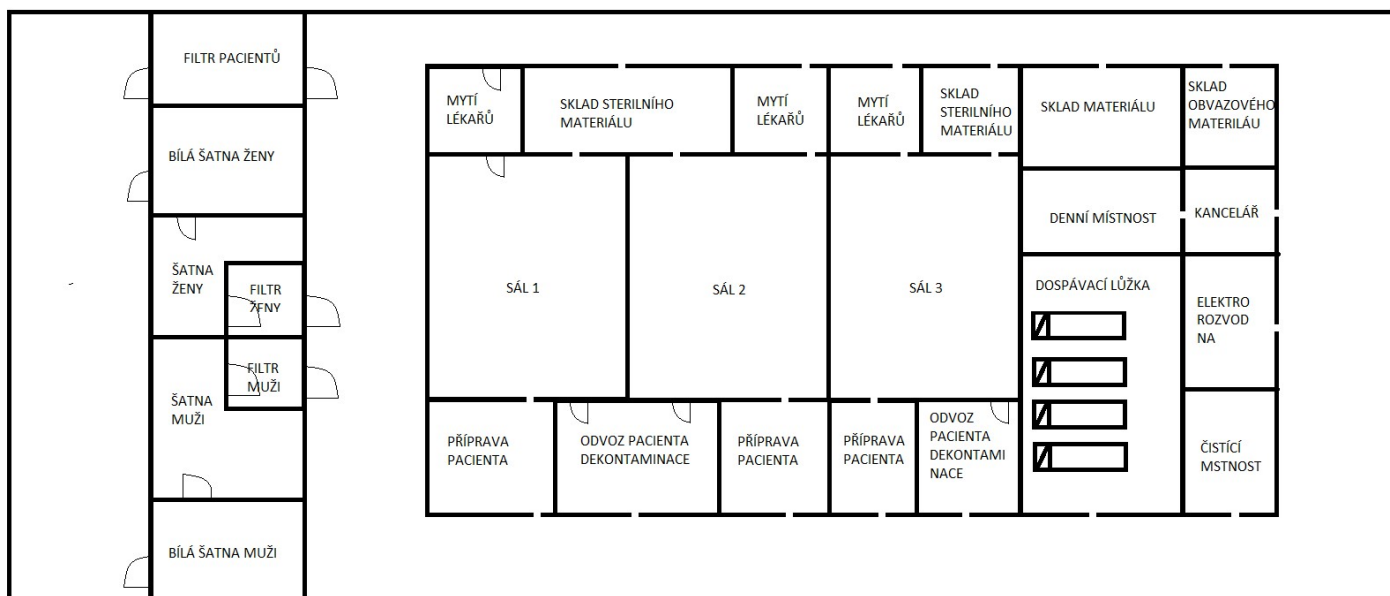 FILTR PACIENTŮ
BÍLÁ ŠATNA ŽENY
ŠATNA
ŽENY
FILTR
ŽENY
FILTR
MUŽI
ŠATNA
MUŽI
BÍLÁ ŠATNA MUŽI
MYTÍ
LÉKAŘŮ
SKLAD STERILNÍHO
MATERIÁLU
MYTÍ
LÉKAŘŮ
MYTÍ
LÉKAŘŮ
SKLAD
STERILNÍHO
MATERIÁLU
SKLAD MATERIÁLU
SKLAD
OBVAZOVÉHO
MATERILÁU
DENNÍ MÍSTNOST
KANCELÁŘ
SÁL 1
SÁL 2
SÁL 3
DOSPÁVACÍ LŮŽKA
ELEKTRO
ROZVOD
NA
PŘÍPRAVA
PACIENTA
ODVOZ PACIENTA
DEKONTAMINACE
PŘÍPRAVA
PACIENTA
PŘÍPRAVA
PACIENTA
ODVOZ
PACIENTA
DEKONTAMI
NACE
ČISTÍCÍ
MSTNOST